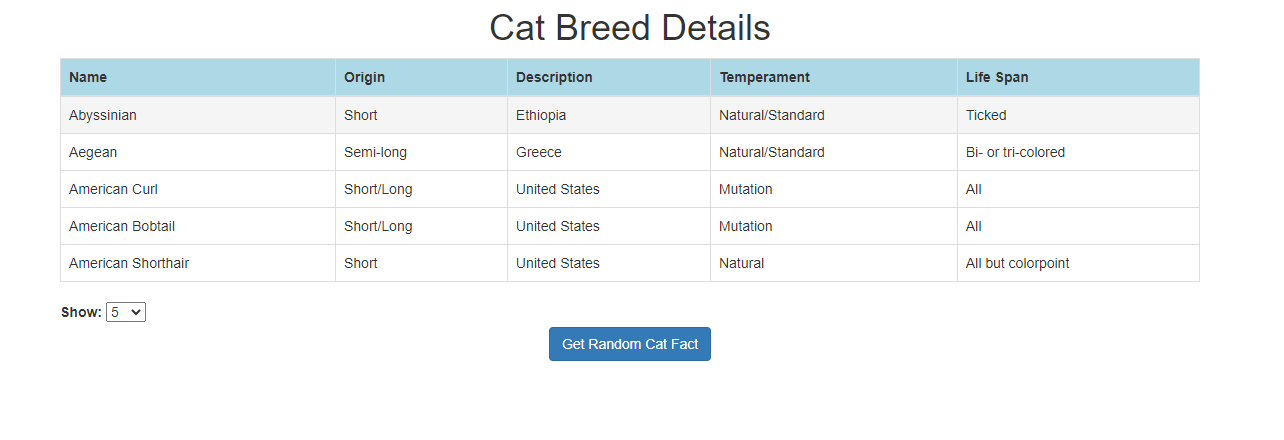 Cat Breed Details
Name Origin Description Temperament Life Span
Abyssinian Short Ethiopia Natural/Standard Ticked
Aegean Semi-long Greece Natural/Standard Bi- or tri-colored
American Curl Short/Long United States Mutation All
American Bobtail Short/Long United States Mutation All
American Shorthair Short United States Natural All but colorpoint
Show: 5
Get Random Cat Fact